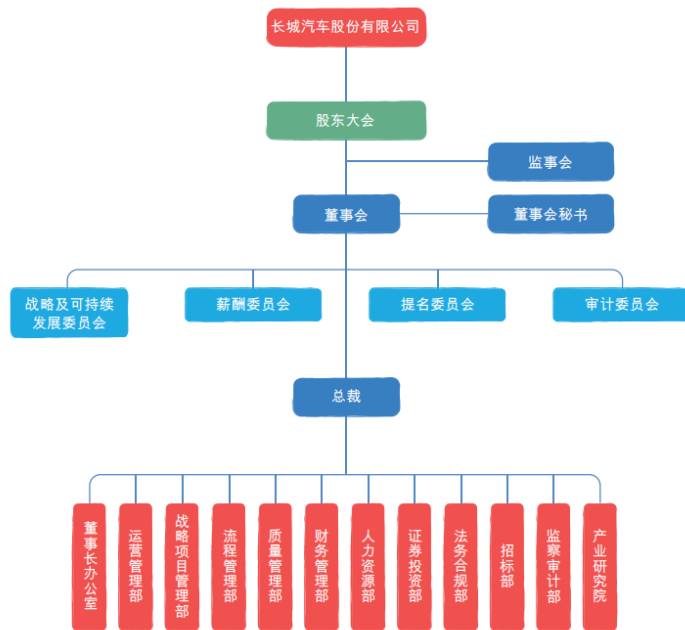 长城汽车股份有限公司
股东大会
监事会
董事会
董事会秘书
战略及可持续
发展委员会
薪酬委员会
提名委员会
审计委员会
总裁
董事长办公室
运营管理部
战略项目管理部
流程管理部
质量管理部
财务管理部
人力资源部
证券投资部
法务合规部
招标部
监察审计部
产业研究院